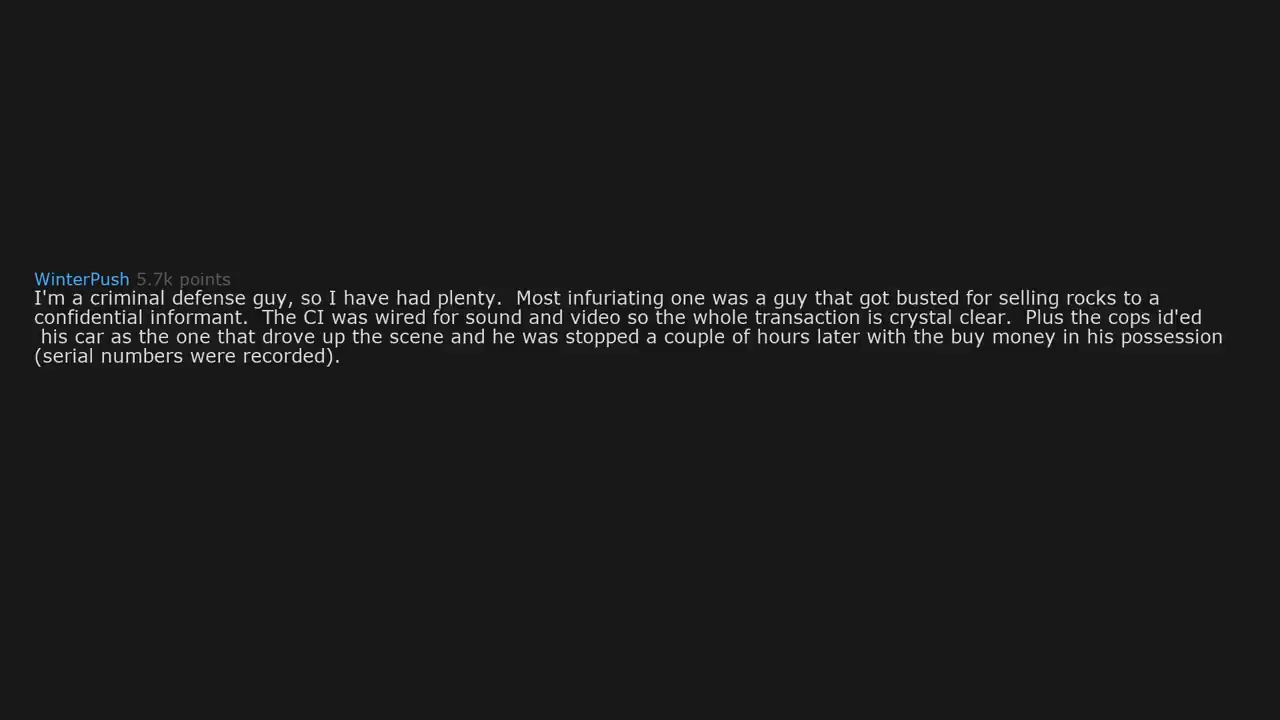 WinterPush 5.7k points
I'm a criminal defense guy, so I have had plenty.  Most infuriating one was a guy that got busted for selling rocks to a
confidential informant.  The CI was wired for sound and video so the whole transaction is crystal clear.  Plus the cops id'ed
his car as the one that drove up the scene and he was stopped a couple of hours later with the buy money in his possession
(serial numbers were recorded).